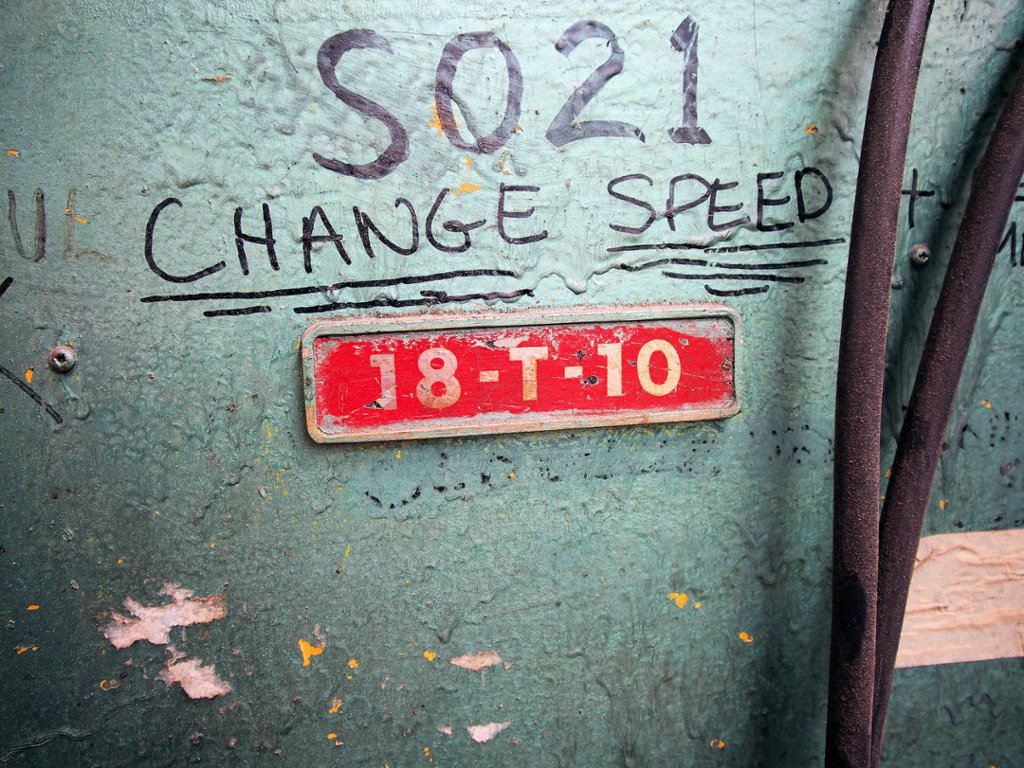 S021
CHANGE SPEED +
18-T-10